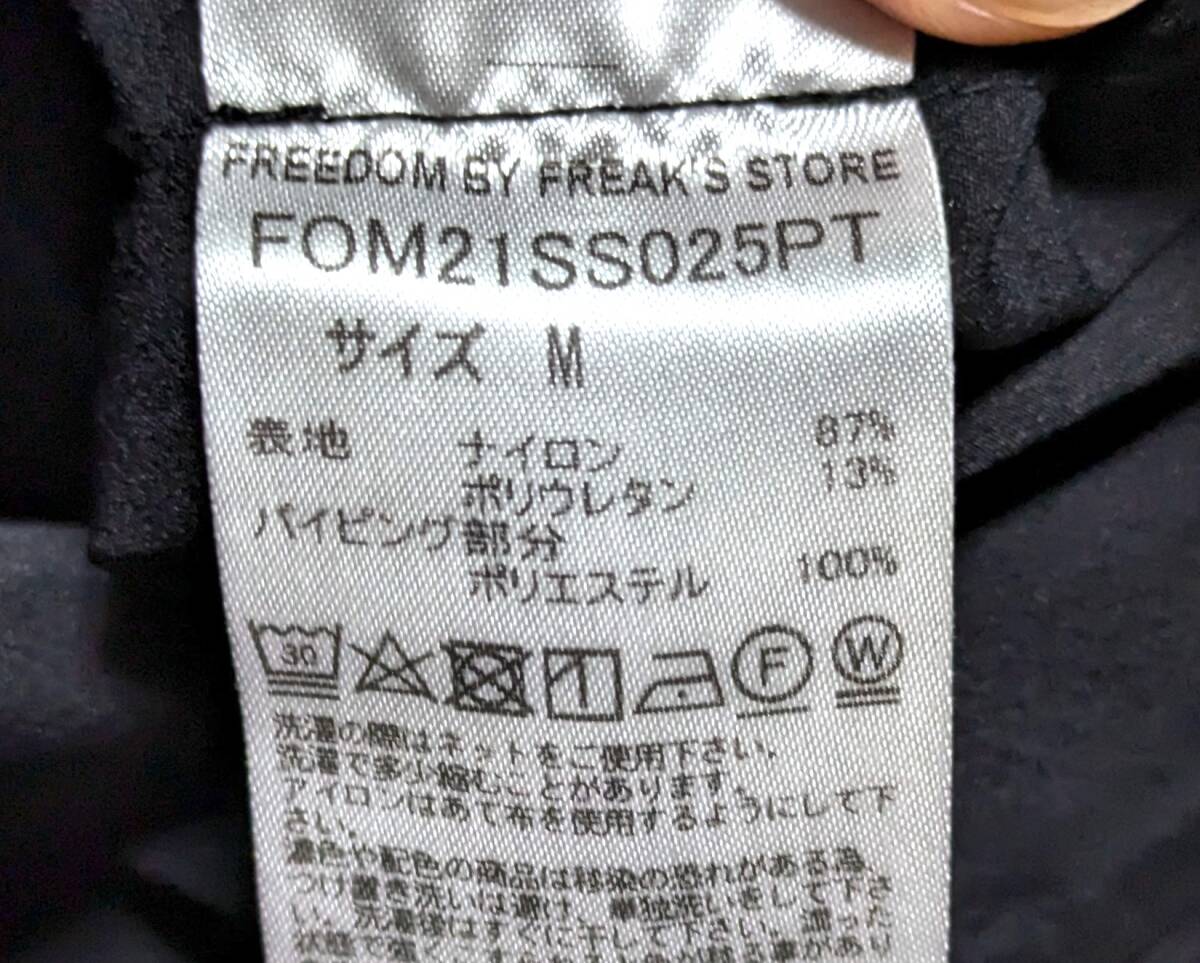 FREEDOM BY FREAK'S STORE
FOM21SS025PT
サイズ M
表地 ナイロン 87%
ポリウレタン 13%
パイピング部分
ポリエステル 100%
30 1 F W
洗濯の際はネットをご使用下さい。
洗濯で多少縮むことがあります。
アイロンはあて布を使用するようにして下
さい。
濃色や配色の商品は移染の恐れがある為、
つけ置き洗いは避け、単独洗いをして下さ
い。洗濯後はすぐに干して下さい。湿った
状態で強く